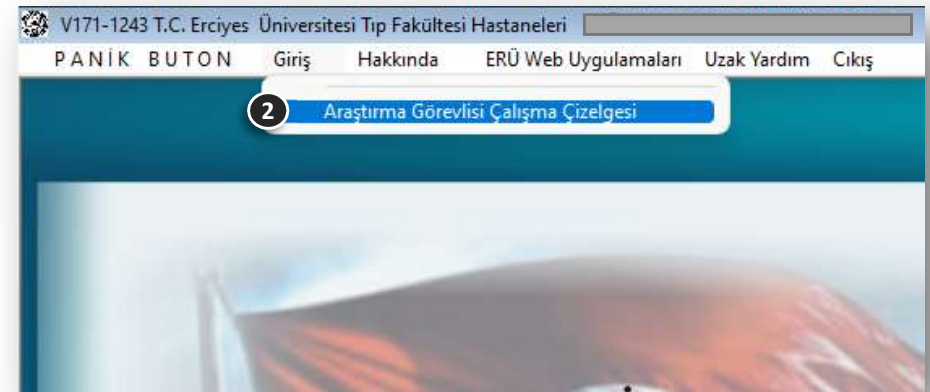 V171-1243 T.C. Erciyes Üniversitesi Tıp Fakültesi Hastaneleri
PANİK BUTON Giriş Hakkında ERÜ Web Uygulamaları Uzak Yardım Cıkış
2 Araştırma Görevlisi Çalışma Çizelgesi